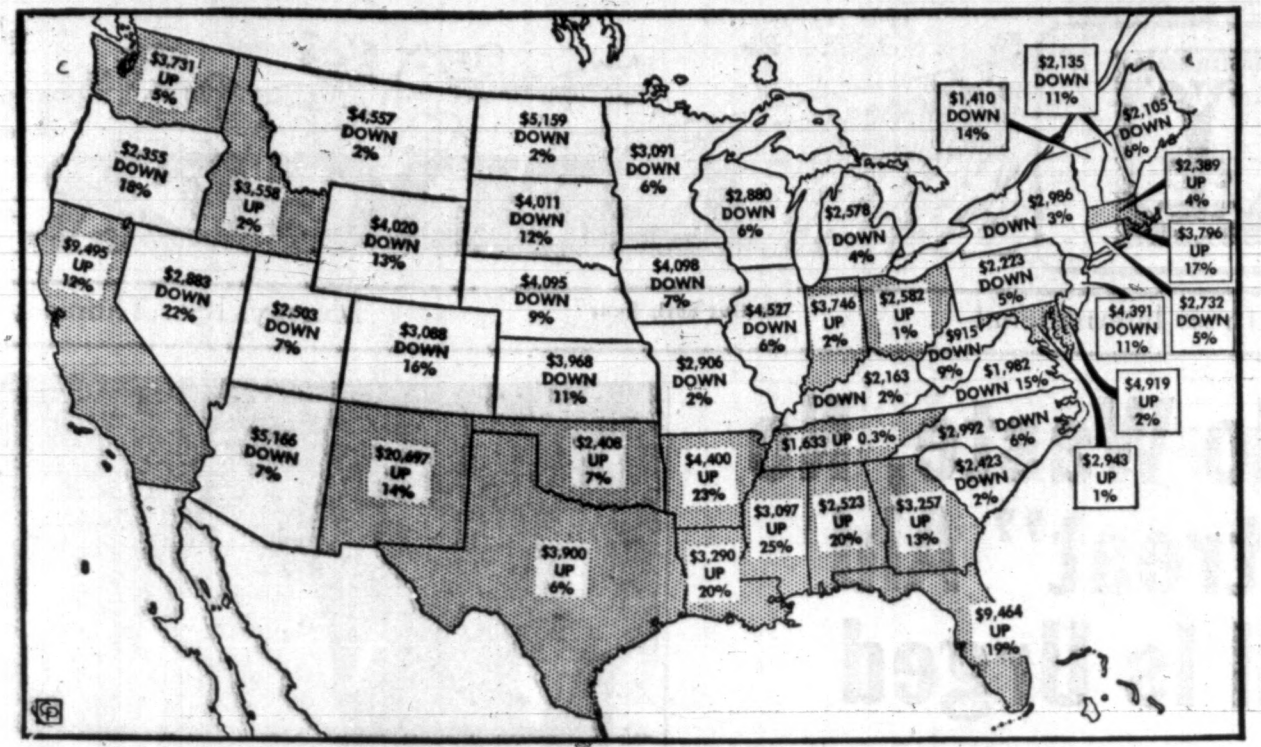 $3,731
UP
5%
$2,355
DOWN
18%
$3,558
UP
2%
$4,557
DOWN
2%
$5,159
DOWN
2%
$3,091
DOWN
6%
$2,880
DOWN
6%
$2,578
DOWN
4%
$1,410
DOWN
14%
$2,135
DOWN
11%
$2,105
DOWN
6%
$2,389
UP
4%
$3,796
UP
17%
$2,732
DOWN
5%
$4,391
DOWN
11%
$4,919
UP
2%
$2,943
UP
1%
$2,986
DOWN 3%
$2,223
DOWN
5%
$9,495
UP
12%
$2,883
DOWN
22%
$2,503
DOWN
7%
$4,020
DOWN
13%
$4,011
DOWN
12%
$4,095
DOWN
9%
$4,098
DOWN
7%
$4,527
DOWN
6%
$3,746
UP
2%
$2,582
UP
1%
$915
DOWN
9%
$1,982
DOWN 15%
$2,163
DOWN 2%
$3,088
DOWN
16%
$3,968
DOWN
11%
$2,906
DOWN
2%
$5,166
DOWN
7%
$20,697
UP
14%
$2,408
UP
7%
$4,400
UP
23%
$1,633 UP 0.3%
$2,992 DOWN
6%
$2,423
DOWN
2%
$3,900
UP
6%
$3,290
UP
20%
$3,097
UP
25%
$2,523
UP
20%
$3,257
UP
13%
$9,464
UP
19%